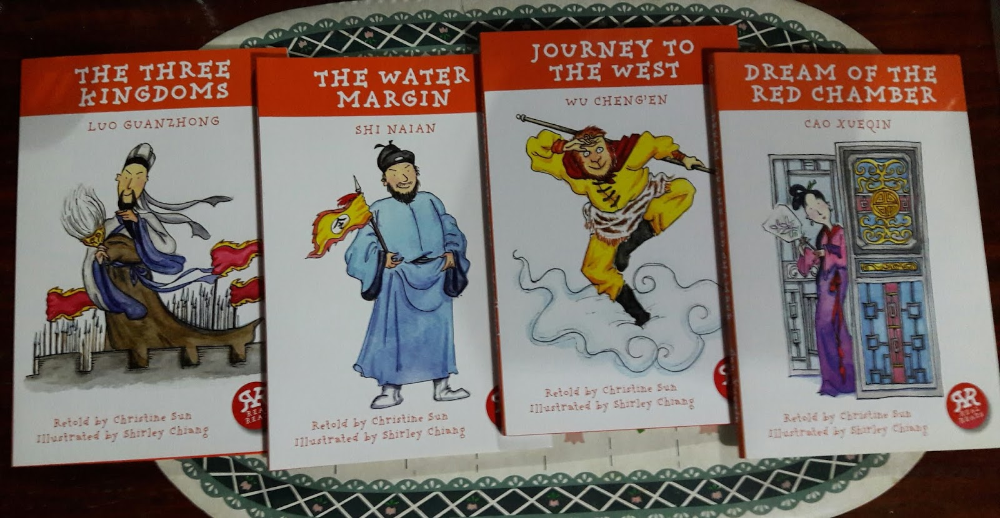 THE THREE
KINGDOMS
LUO GUANZHONG
Retold by Christine Sun
Illustrated by Shirley Chiang
THE WATER
MARGIN
SHI NAIAN
Retold by Christine Sun
Illustrated by Shirley Chiang
JOURNEY TO
THE WEST
WU CHENG'EN
Retold by Christine Sun
Illustrated by Shirley Chiang
DREAM OF THE
RED CHAMBER
CAO XUEQIN
Retold by Christine Sun
Illustrated by Shirley Chiang
RR
REAL
READS